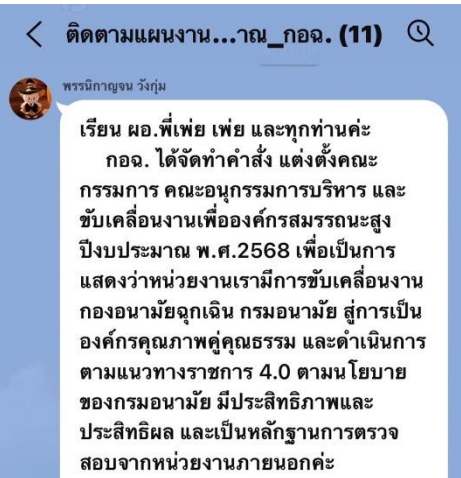 ติดตามแผนงาน...าณ_กอฉ. (11)
พรรนิกาญจน วังกุ่ม
เรียน ผอ.พี่เพ่ย เพ่ย และทุกท่านค่ะ
กอฉ. ได้จัดทำคำสั่ง แต่งตั้งคณะ
กรรมการ คณะอนุกรรมการบริหาร และ
ขับเคลื่อนงานเพื่อองค์กรสมรรถนะสูง
ปีงบประมาณ พ.ศ.2568 เพื่อเป็นการ
แสดงว่าหน่วยงานเรามีการขับเคลื่อนงาน
กองอนามัยฉุกเฉิน กรมอนามัย สู่การเป็น
องค์กรคุณภาพคู่คุณธรรม และดำเนินการ
ตามแนวทางราชการ 4.0 ตามนโยบาย
ของกรมอนามัย มีประสิทธิภาพและ
ประสิทธิผล และเป็นหลักฐานการตรวจ
สอบจากหน่วยงานภายนอกค่ะ